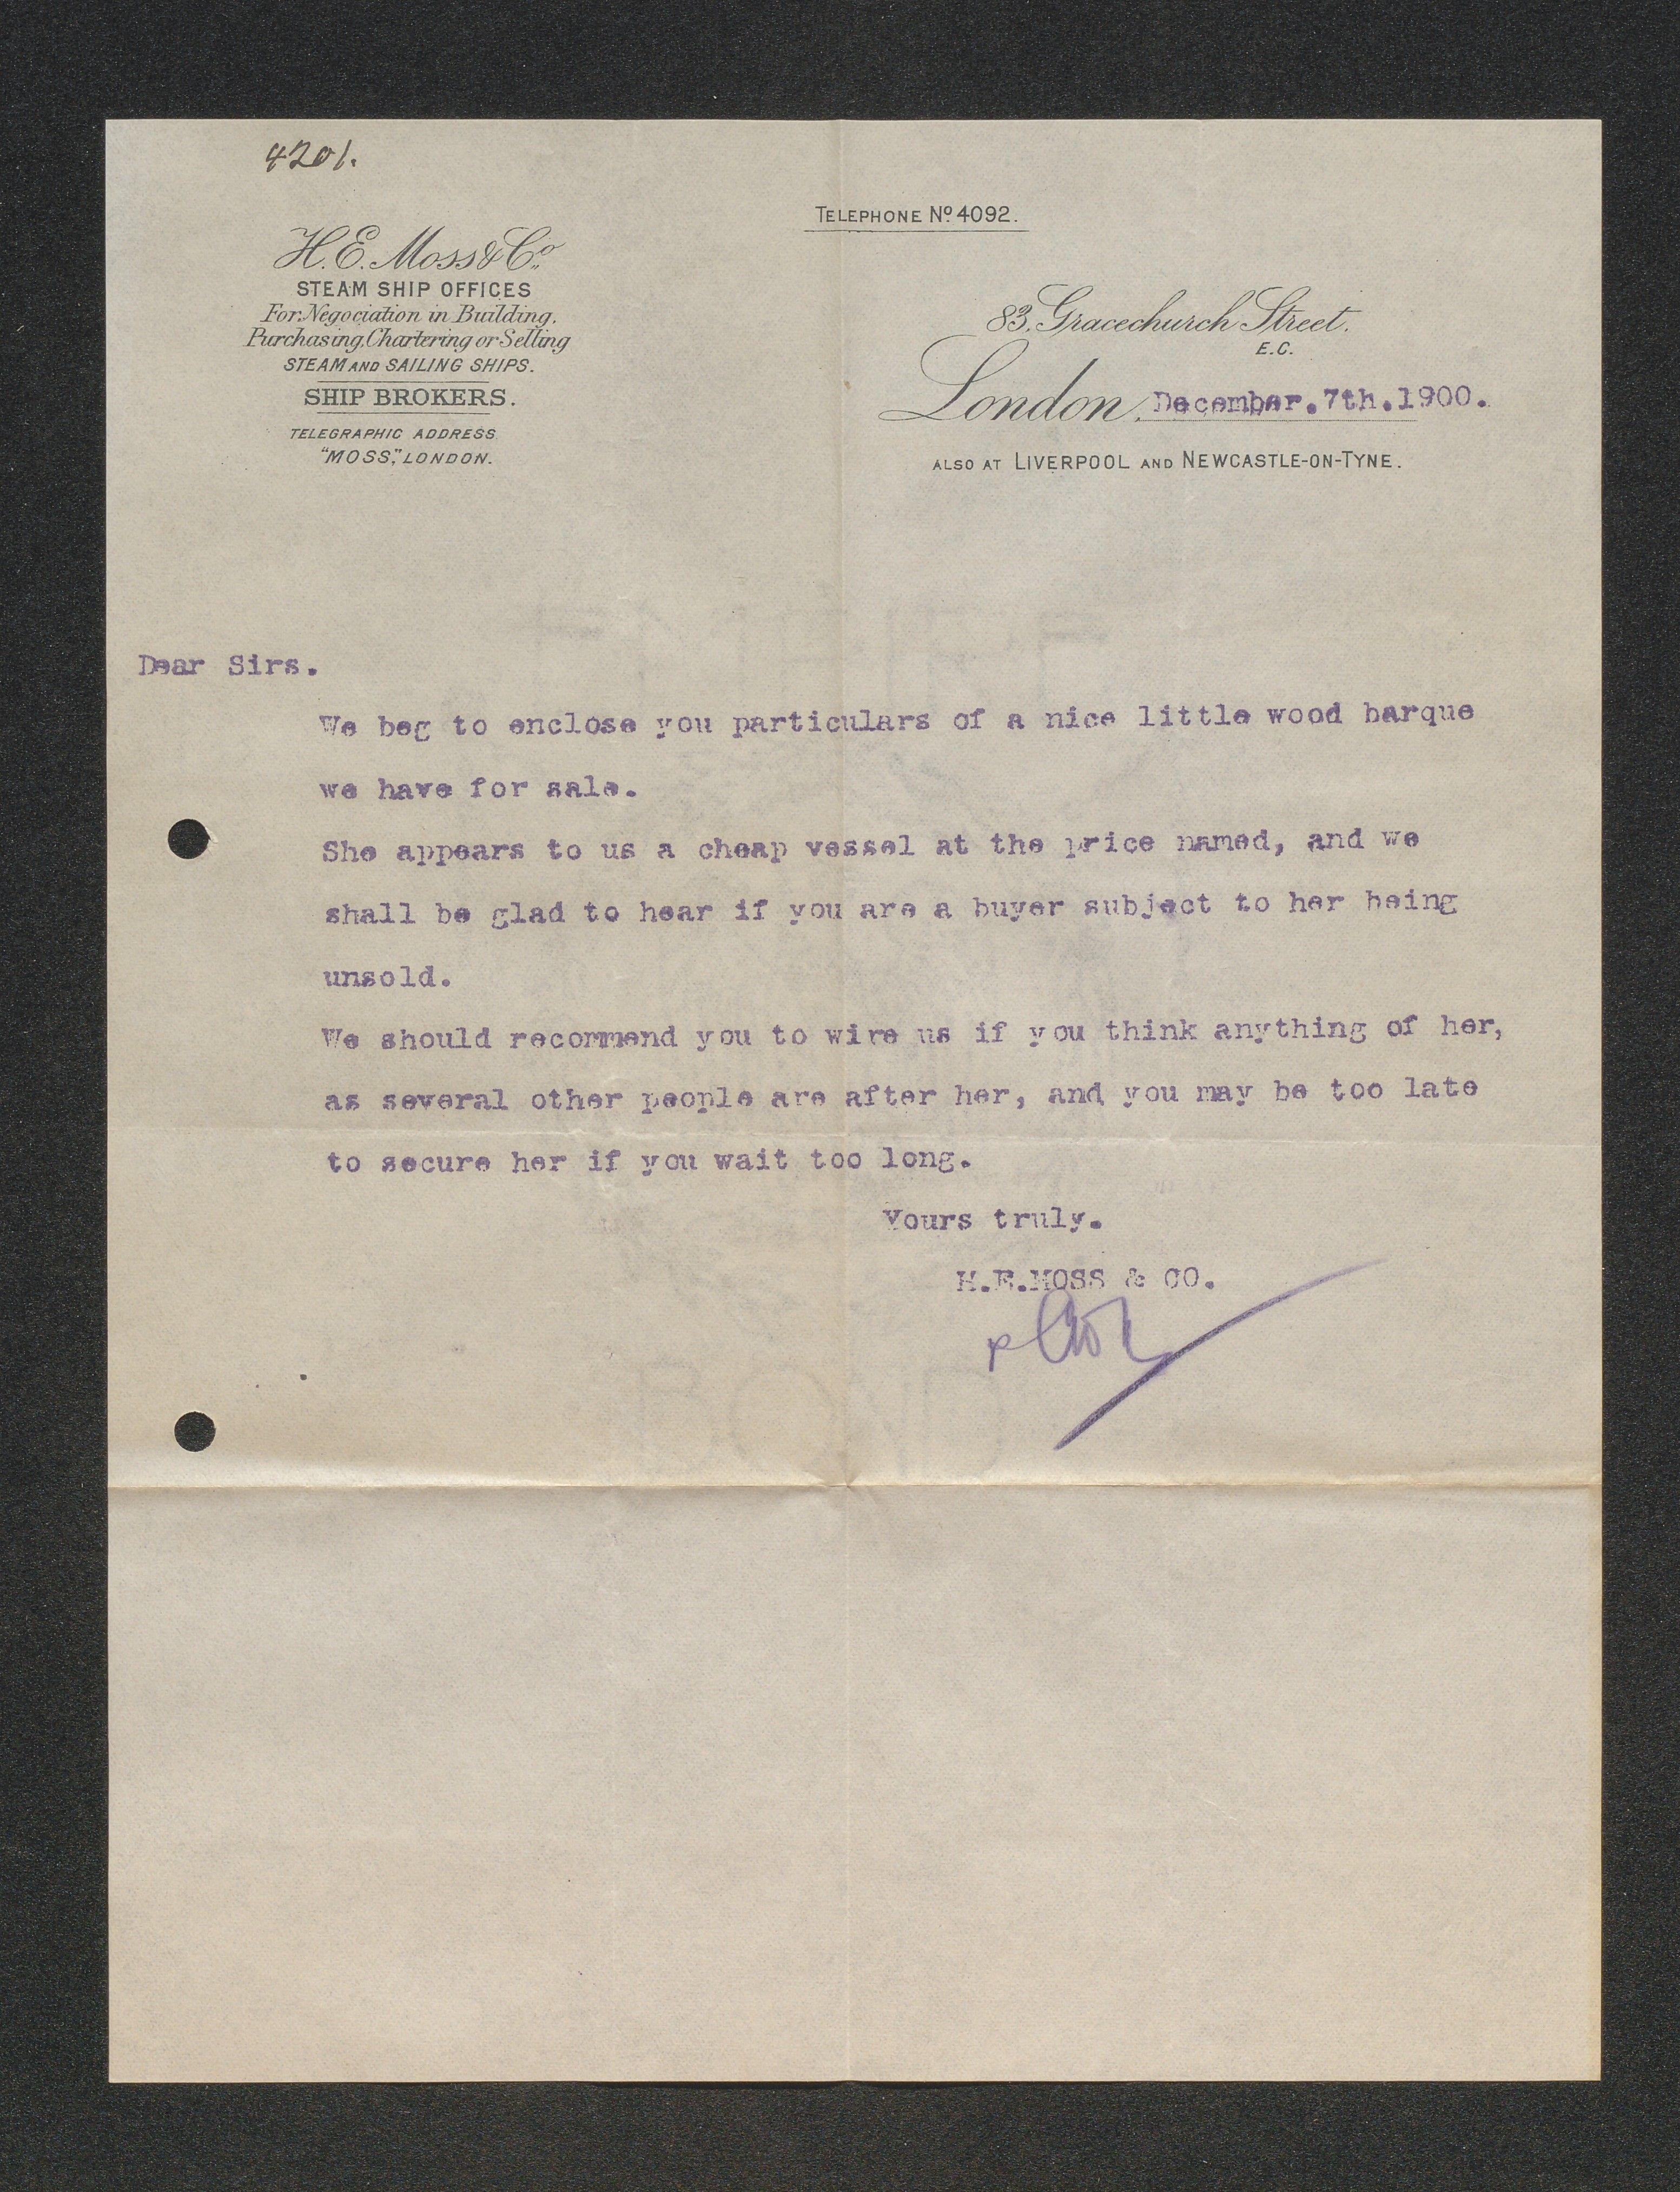 4201.
TELEPHONE No. 4092.
H. E. Moss & Co.
STEAM SHIP OFFICES
For Negociation in Building,
Purchasing, Chartering or Selling
STEAM AND SAILING SHIPS.
SHIP BROKERS.
TELEGRAPHIC ADDRESS
"MOSS," LONDON.
83, Gracechurch Street.
E.C.
London, December.7th.1900.
ALSO AT LIVERPOOL AND NEWCASTLE-ON-TYNE.
Dear Sirs.
We beg to enclose you particulars of a nice little wood barque
we have for sale.
She appears to us a cheap vessel at the price named, and we
shall be glad to hear if you are a buyer subject to her being
unsold.
We should recommend you to wire us if you think anything of her,
as several other people are after her, and you may be too late
to secure her if you wait too long.
Yours truly.
H.E.MOSS & CO.